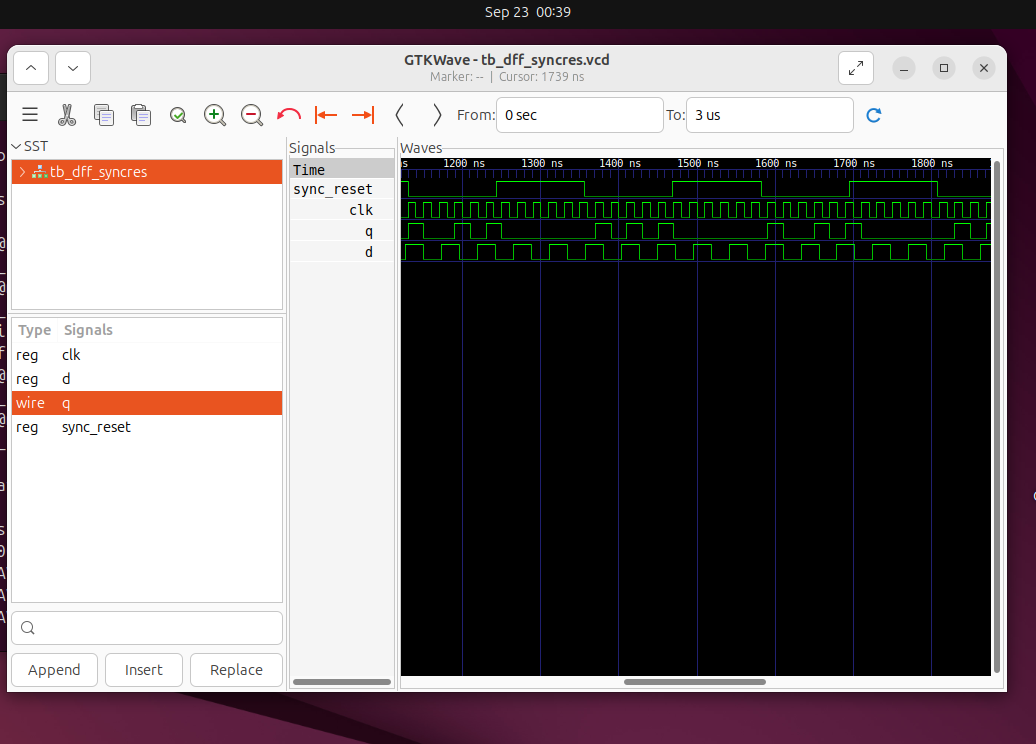 Sep 23 00:39
GTKWave - tb_dff_syncres.vcd
Marker: -- | Cursor: 1739 ns
From: 0 sec To: 3 us
SST
tb_dff_syncres
Type Signals
reg clk
reg d
wire q
reg sync_reset
Append Insert Replace
Signals
Time
sync_reset
clk
q
d
Waves
s 1200 ns 1300 ns 1400 ns 1500 ns 1600 ns 1700 ns 1800 ns